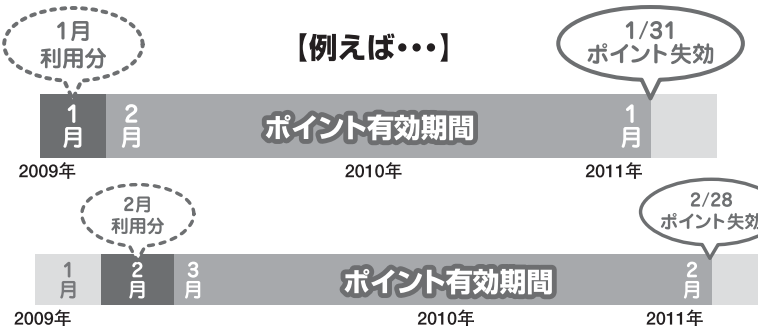 【例えば・・・】
1月
利用分
1/31
ポイント失効
1月
2月
ポイント有効期間
1月
2009年
2010年
2011年
2月
利用分
2/28
ポイント失効
1月
2月
3月
ポイント有効期間
2月
2009年
2010年
2011年